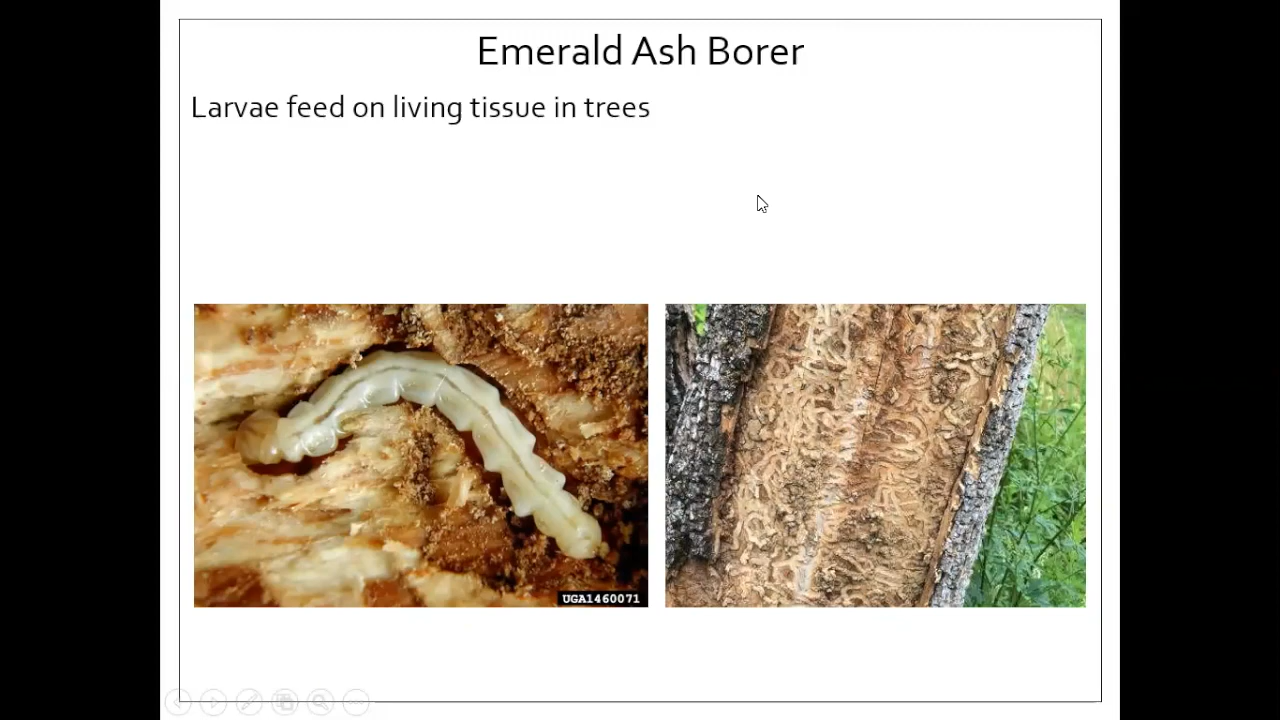 Emerald Ash Borer
Larvae feed on living tissue in trees
UGA1460071